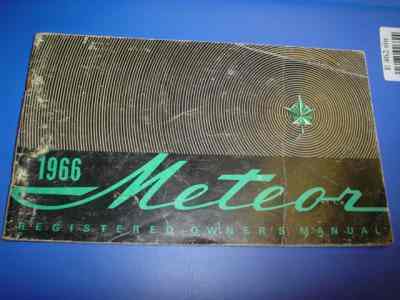 1966
Meteor
REGISTERED OWNER'S MANUAL